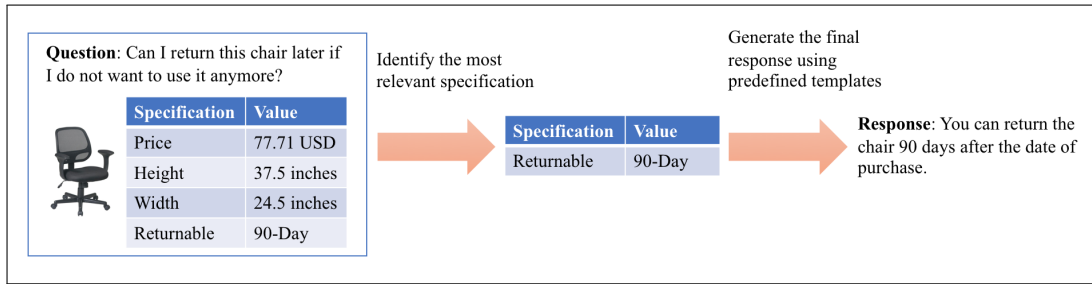 Question: Can I return this chair later if
I do not want to use it anymore?
Specification Value
Price 77.71 USD
Height 37.5 inches
Width 24.5 inches
Returnable 90-Day
Identify the most
relevant specification
Specification Value
Returnable 90-Day
Generate the final
response using
predefined templates
Response: You can return the
chair 90 days after the date of
purchase.